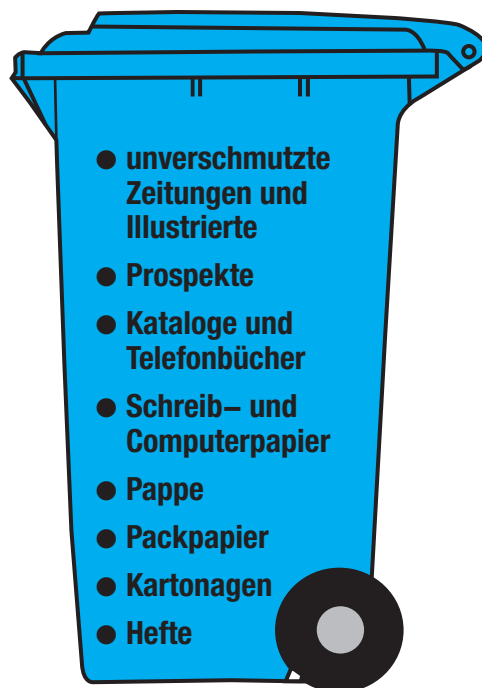 ● unverschmutzte
Zeitungen und
Illustrierte
● Prospekte
● Kataloge und
Telefonbücher
● Schreib– und
Computerpapier
● Pappe
● Packpapier
● Kartonagen
● Hefte